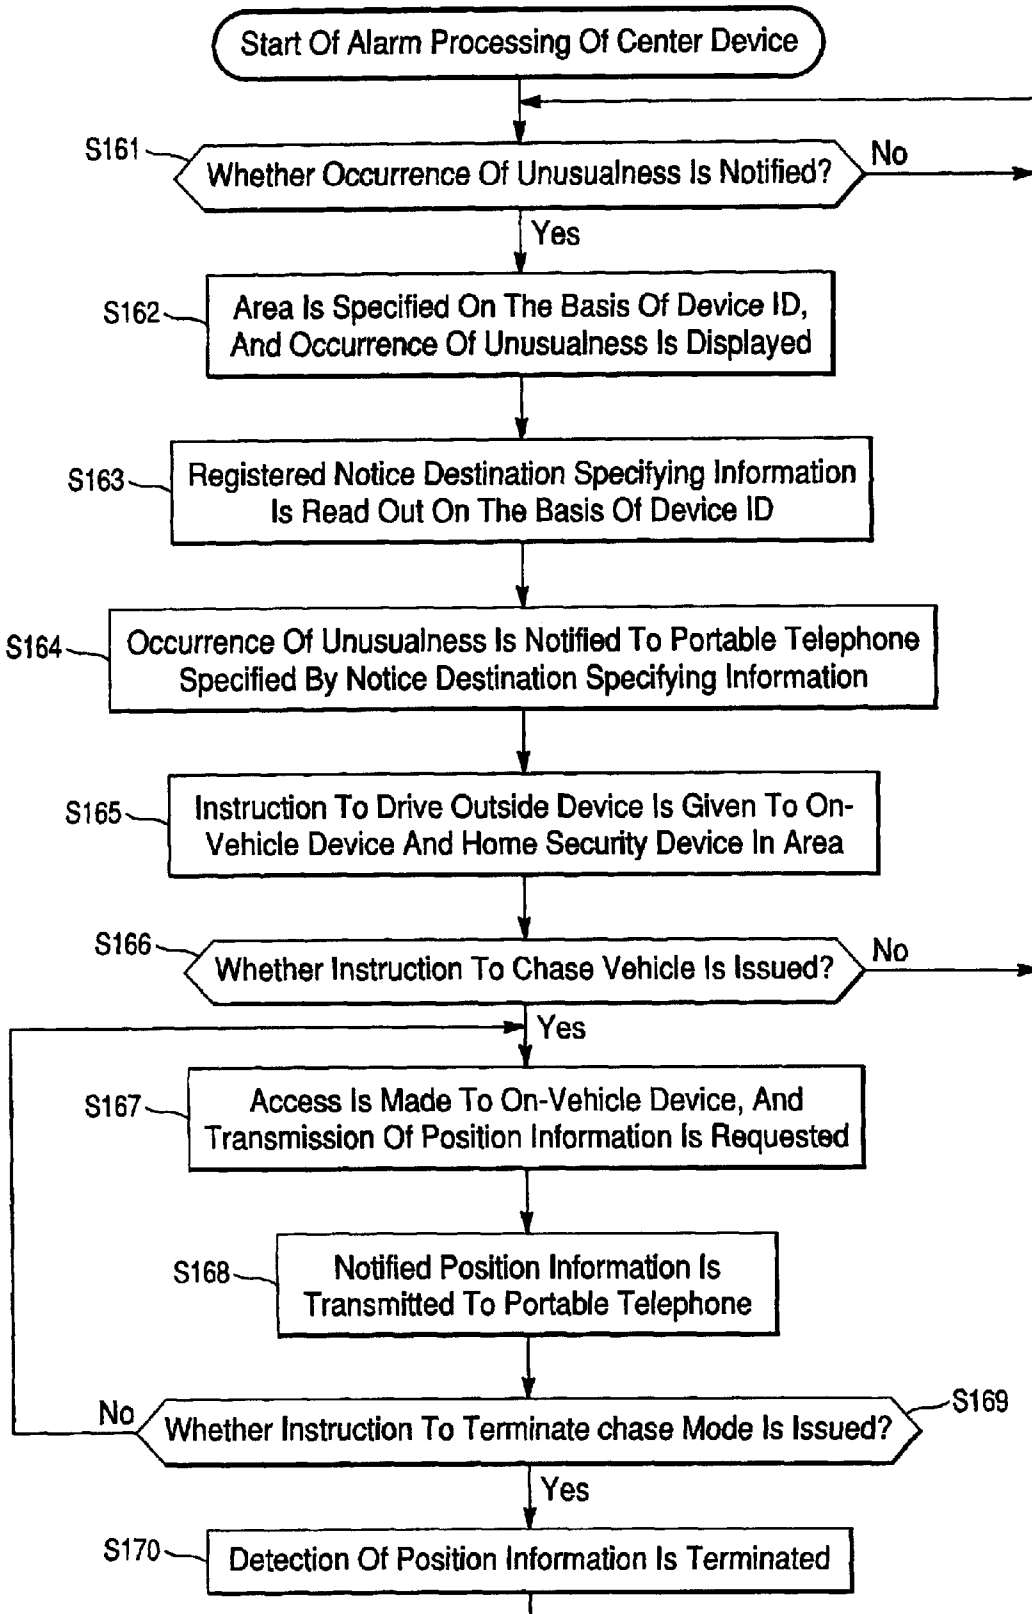 Start Of Alarm Processing Of Center Device
S161
Whether Occurrence Of Unusualness Is Notified?
No
Yes
S162
Area Is Specified On The Basis Of Device ID,
And Occurrence Of Unusualness Is Displayed
S163
Registered Notice Destination Specifying Information
Is Read Out On The Basis Of Device ID
S164
Occurrence Of Unusualness Is Notified To Portable Telephone
Specified By Notice Destination Specifying Information
S165
Instruction To Drive Outside Device Is Given To On-
Vehicle Device And Home Security Device In Area
S166
Whether Instruction To Chase Vehicle Is Issued?
No
Yes
S167
Access Is Made To On-Vehicle Device, And
Transmission Of Position Information Is Requested
S168
Notified Position Information Is
Transmitted To Portable Telephone
S169
No
Whether Instruction To Terminate chase Mode Is Issued?
Yes
S170
Detection Of Position Information Is Terminated